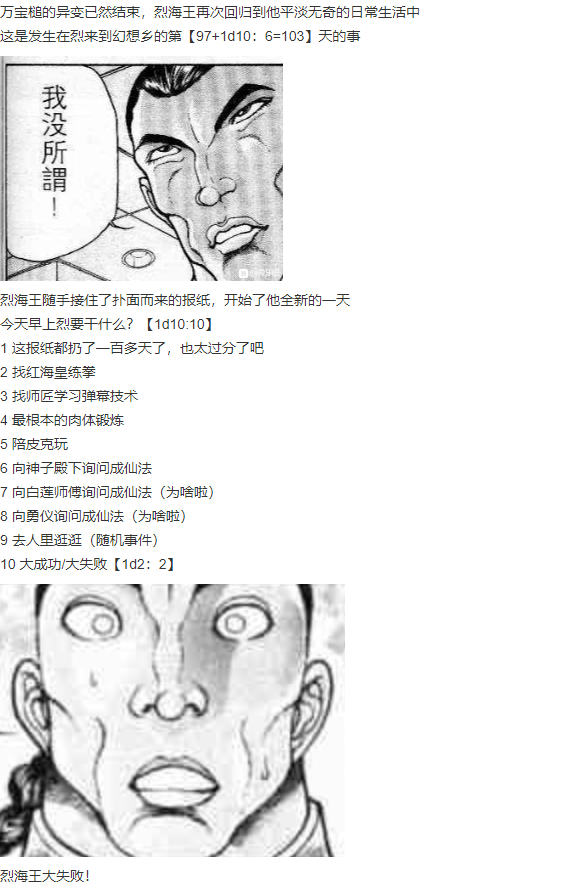 万宝槌的异变已然结束，烈海王再次回归到他平淡无奇的日常生活中
这是发生在烈来到幻想乡的第【97+1d10：6=103】天的事
我没所謂！
烈海王随手接住了扑面而来的报纸，开始了他全新的一天
今天早上烈要干什么？【1d10:10】
1 这报纸都扔了一百多天了，也太过分了吧
2 找红海皇练拳
3 找师匠学习弹幕技术
4 最根本的肉体锻炼
5 陪皮克玩
6 向神子殿下询问成仙法
7 向白莲师傅询问成仙法（为啥啦）
8 向勇仪询问成仙法（为啥啦）
9 去人里逛逛（随机事件）
10 大成功/大失败【1d2：2】
烈海王大失败！